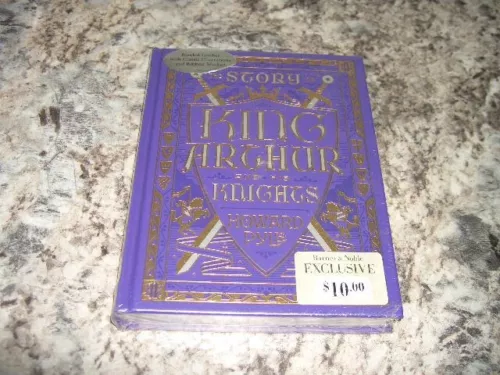 STORY
KING
ARTHUR
KNIGHTS
HOWARD
PYLE
Barnes & Noble
EXCLUSIVE
$10.00